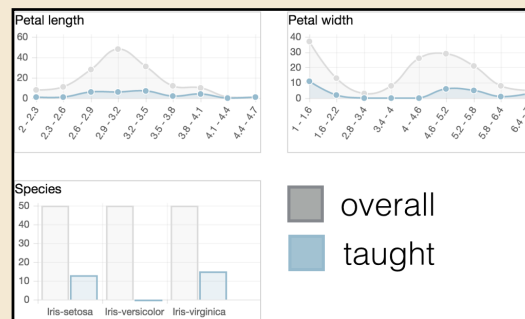 Petal length
60
40
20
0
2 - 2.3
2.3 - 2.6
2.6 - 2.9
2.9 - 3.2
3.2 - 3.5
3.5 - 3.8
3.8 - 4.1
4.1 - 4.4
4.4 - 4.7
Petal width
40
30
20
10
0
1 - 1.6
1.6 - 2.2
2.8 - 3.4
3.4 - 4
4 - 4.6
4.6 - 5.2
5.2 - 5.8
5.8 - 6.4
Species
50
40
30
20
10
0
Iris-setosa
Iris-versicolor
Iris-virginica
overall
taught